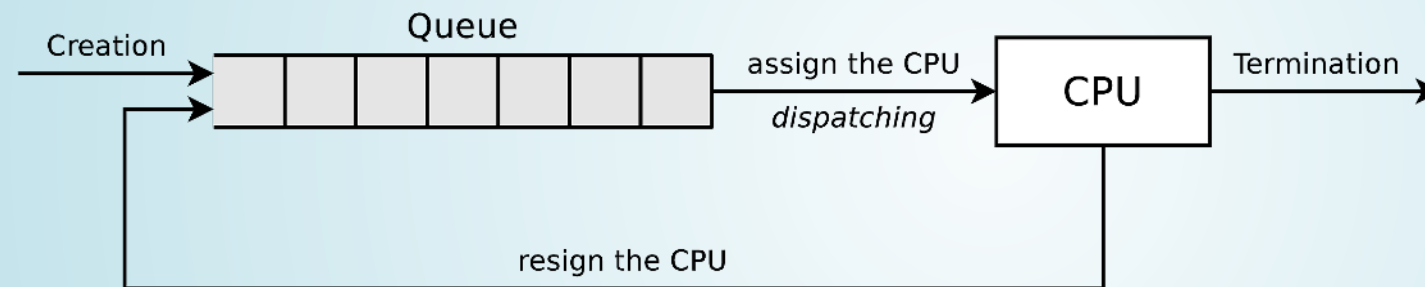 Queue
Creation
assign the CPU
dispatching
CPU
Termination
resign the CPU